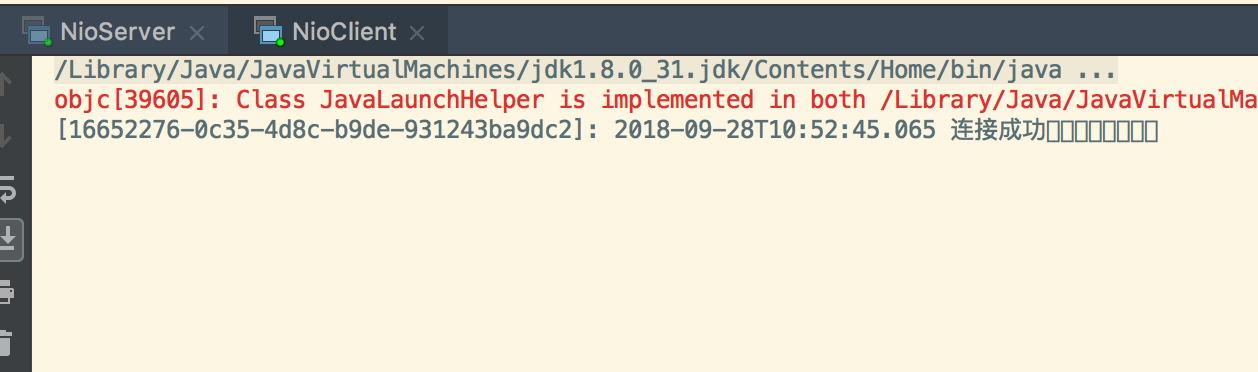 NioServer
NioClient
/Library/Java/JavaVirtualMachines/jdk1.8.0_31.jdk/Contents/Home/bin/java ...
objc[39605]: Class JavaLaunchHelper is implemented in both /Library/Java/JavaVirtualMa
[16652276-0c35-4d8c-b9de-931243ba9dc2]: 2018-09-28T10:52:45.065 连接成功▯▯▯▯▯▯▯▯